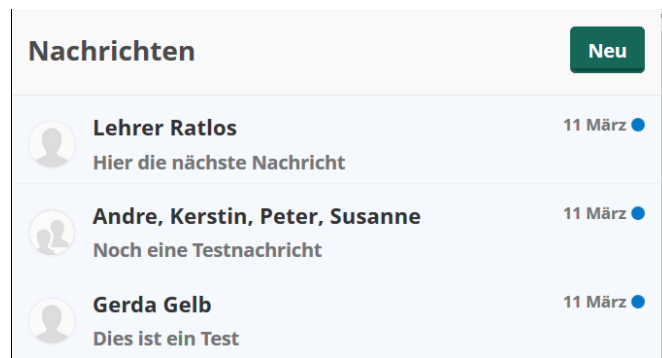 Nachrichten
Neu
Lehrer Ratlos
11 März
Hier die nächste Nachricht
Andre, Kerstin, Peter, Susanne
11 März
Noch eine Testnachricht
Gerda Gelb
11 März
Dies ist ein Test